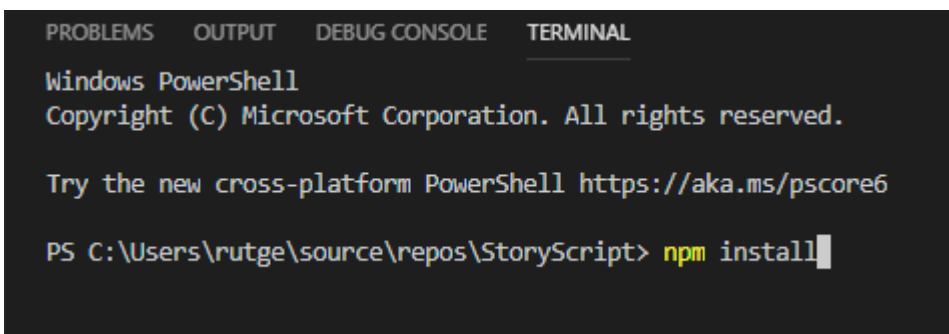 PROBLEMS OUTPUT DEBUG CONSOLE TERMINAL
Windows PowerShell
Copyright (C) Microsoft Corporation. All rights reserved.
Try the new cross-platform PowerShell https://aka.ms/pscore6
PS C:\Users\rutge\source\repos\StoryScript> npm install